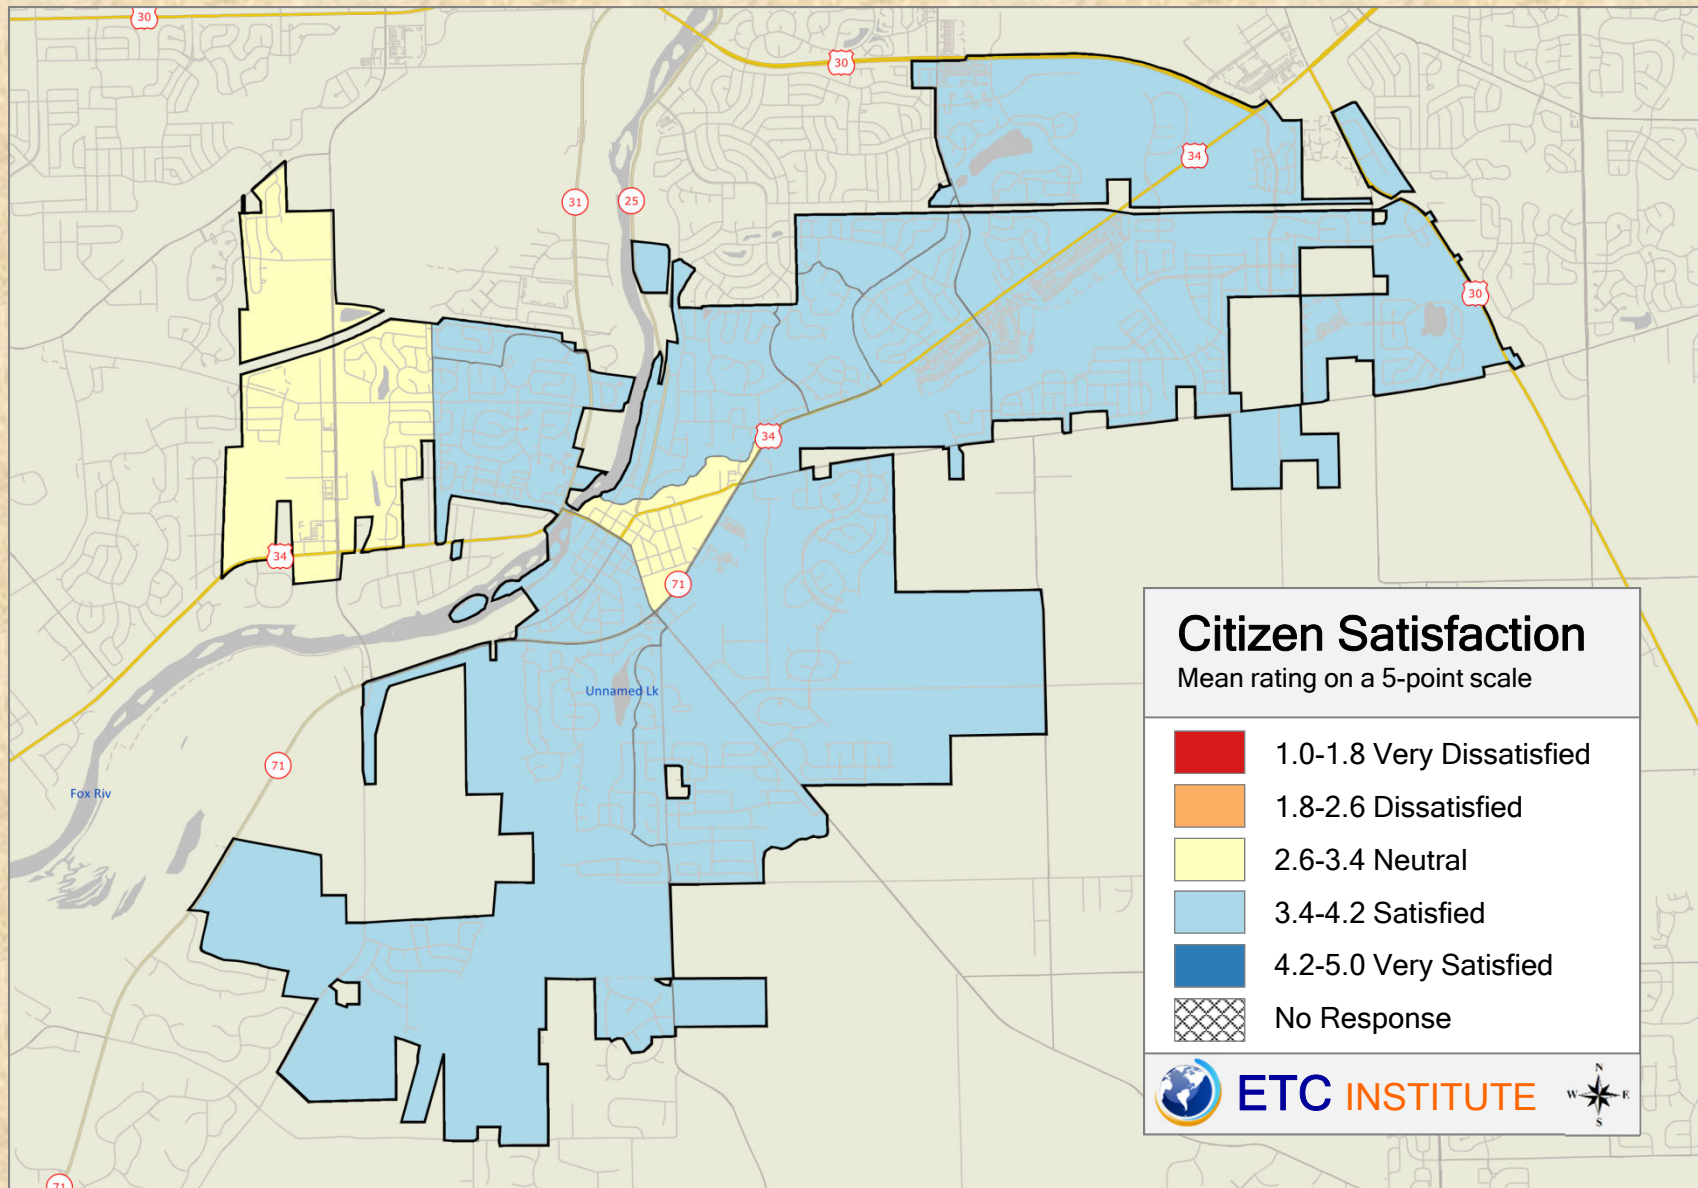 30
30
34
31
25
30
34
34
71
Unnamed Lk
71
Fox Riv
71
Citizen Satisfaction
Mean rating on a 5-point scale
1.0-1.8 Very Dissatisfied
1.8-2.6 Dissatisfied
2.6-3.4 Neutral
3.4-4.2 Satisfied
4.2-5.0 Very Satisfied
No Response
ETC INSTITUTE
N
W E
S